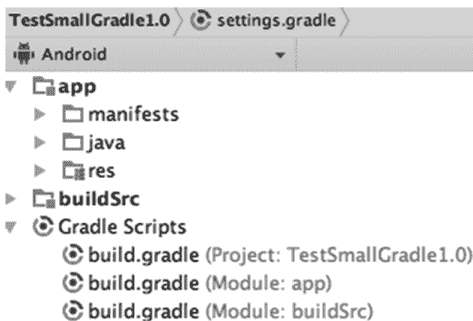 TestSmallGradle1.0 settings.gradle
Android
app
manifests
java
res
buildSrc
Gradle Scripts
build.gradle (Project: TestSmallGradle1.0)
build.gradle (Module: app)
build.gradle (Module: buildSrc)